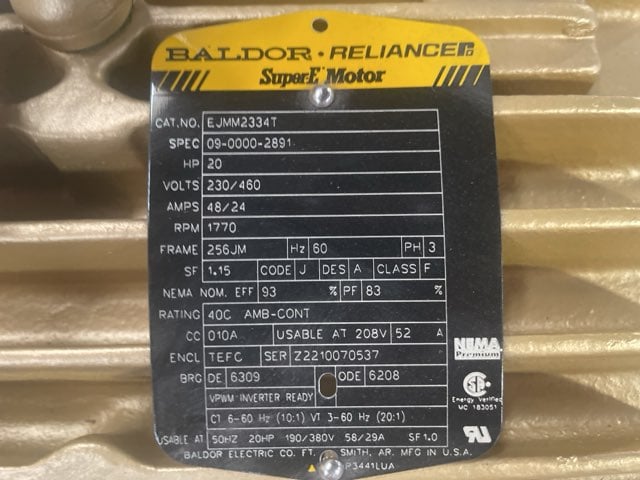 BALDOR · RELIANCER
Super-E Motor
CAT.NO. EJMM2334T
SPEC 09-0000-2891
HP 20
VOLTS 230/460
AMPS 48/24
RPM 1770
FRAME 256JM Hz 60 PH 3
SF 1.15 CODE J DES A CLASS F
NEMA NOM. EFF 93 % PF 83 %
RATING 40C AMB-CONT
CC 010A USABLE AT 208V 52 A
ENCL TEFC SER Z2210070537
BRG DE 6309 ODE 6208
VPWM INVERTER READY
CT 6-60 Hz (10:1) VT 3-60 Hz (20:1)
USABLE AT 50HZ 20HP 190/380V 58/29A SF1.0
NEMA
Premium
Energy Verified
MC 183051
BALDOR ELECTRIC CO. FT. SMITH, AR. MFG. IN U.S.A.
P3441LUA